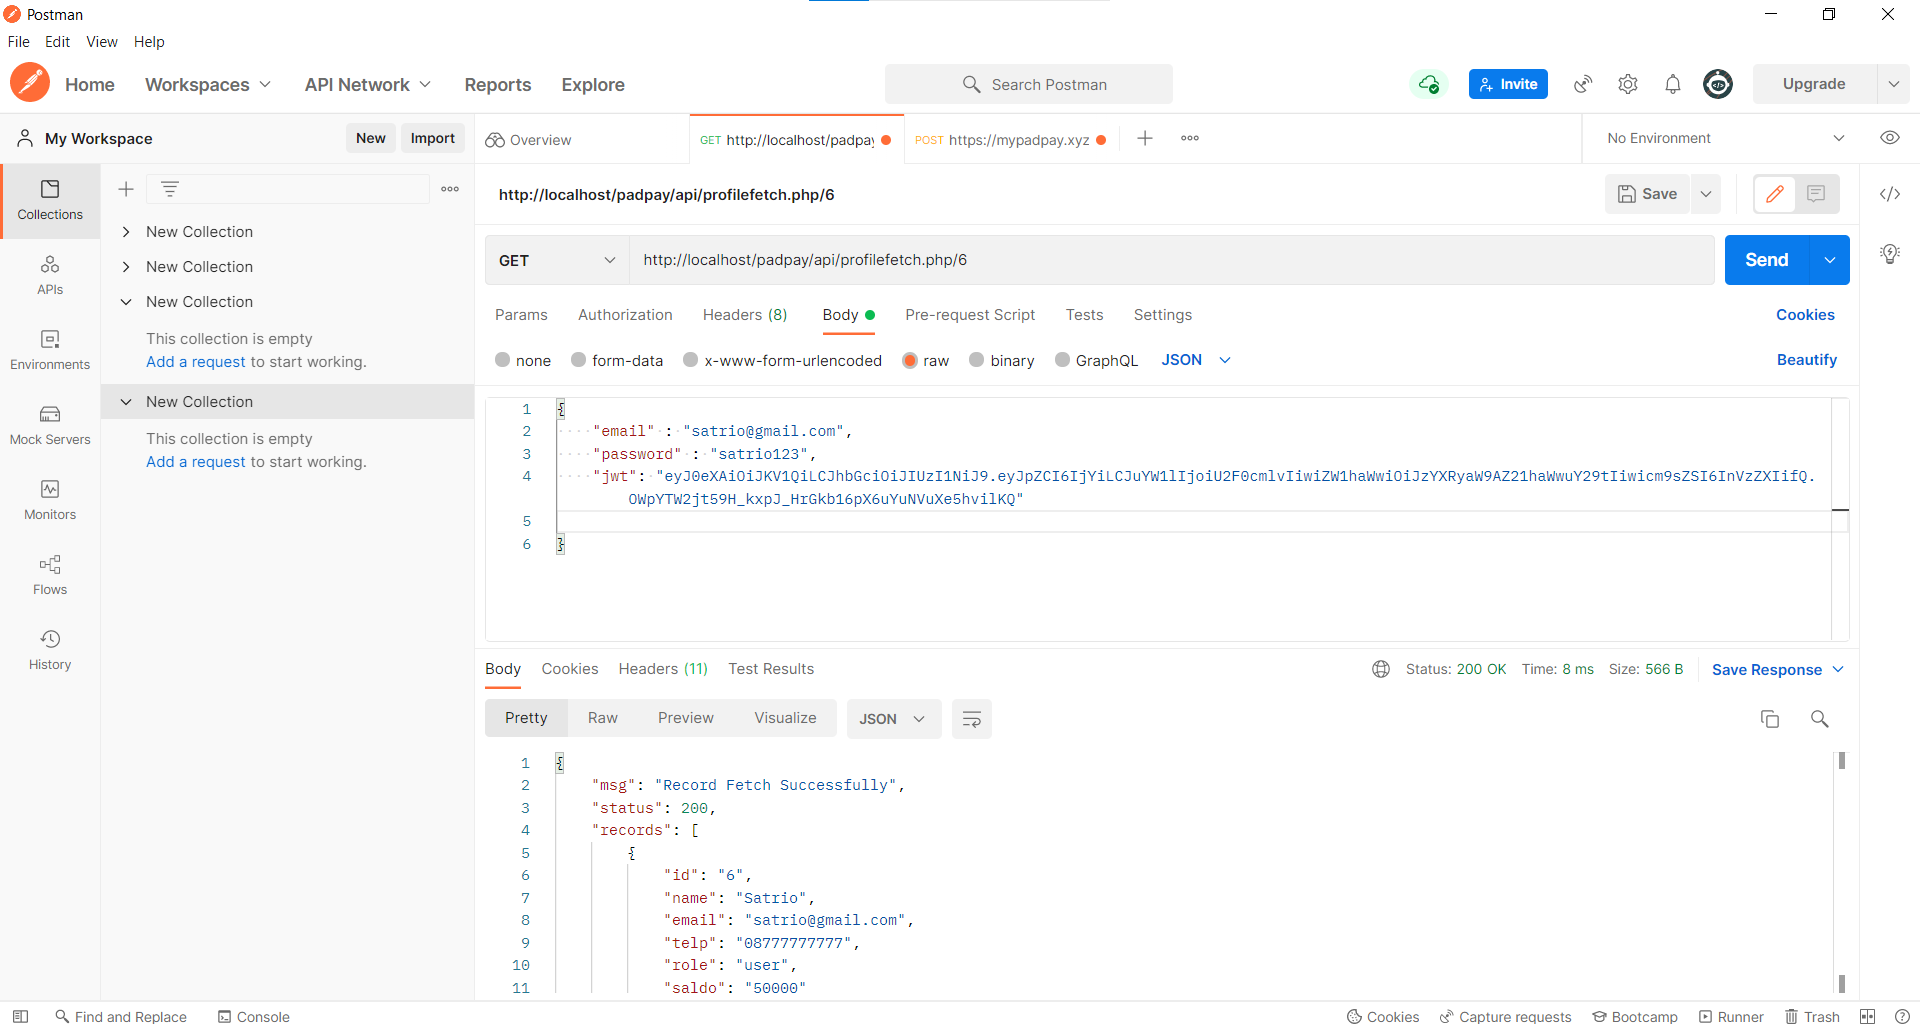 Postman
File Edit View Help
Home Workspaces API Network Reports Explore Search Postman Invite Upgrade
My Workspace New Import Overview GET http://localhost/padpay POST https://mypadpay.xyz No Environment
Collections
APIs
Environments
Mock Servers
Monitors
Flows
History
New Collection
New Collection
New Collection
This collection is empty
Add a request to start working.
New Collection
This collection is empty
Add a request to start working.
http://localhost/padpay/api/profilefetch.php/6 Save
GET http://localhost/padpay/api/profilefetch.php/6 Send
Params Authorization Headers (8) Body Pre-request Script Tests Settings Cookies
none form-data x-www-form-urlencoded raw binary GraphQL JSON Beautify
1 {
2 "email" : "satrio@gmail.com",
3 "password" : "satrio123",
4 "jwt": "eyJ0eXAiOiJKV1QiLCJhbGciOiJIUzI1NiJ9.eyJpZCI6IjYiLCJuYW1lIjoiU2F0cmlvIiwiZW1haWwiOiJzYXRyaW9AZ21haWwuY29tIiwicm9sZSI6InVzZXIifQ.
OWpYTW2jt59H_kxpJ_HrGkb16pX6uYuNVuXe5hvilKQ"
5
6 }
Body Cookies Headers (11) Test Results Status: 200 OK Time: 8 ms Size: 566 B Save Response
Pretty Raw Preview Visualize JSON
1 {
2 "msg": "Record Fetch Successfully",
3 "status": 200,
4 "records": [
5 {
6 "id": "6",
7 "name": "Satrio",
8 "email": "satrio@gmail.com",
9 "telp": "08777777777",
10 "role": "user",
11 "saldo": "50000"
Find and Replace Console Cookies Capture requests Bootcamp Runner Trash